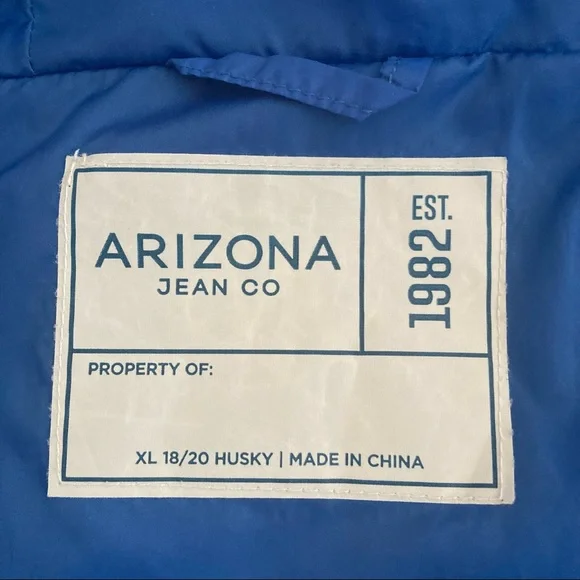 ARIZONA
JEAN CO
EST.
1982
PROPERTY OF:
XL 18/20 HUSKY | MADE IN CHINA